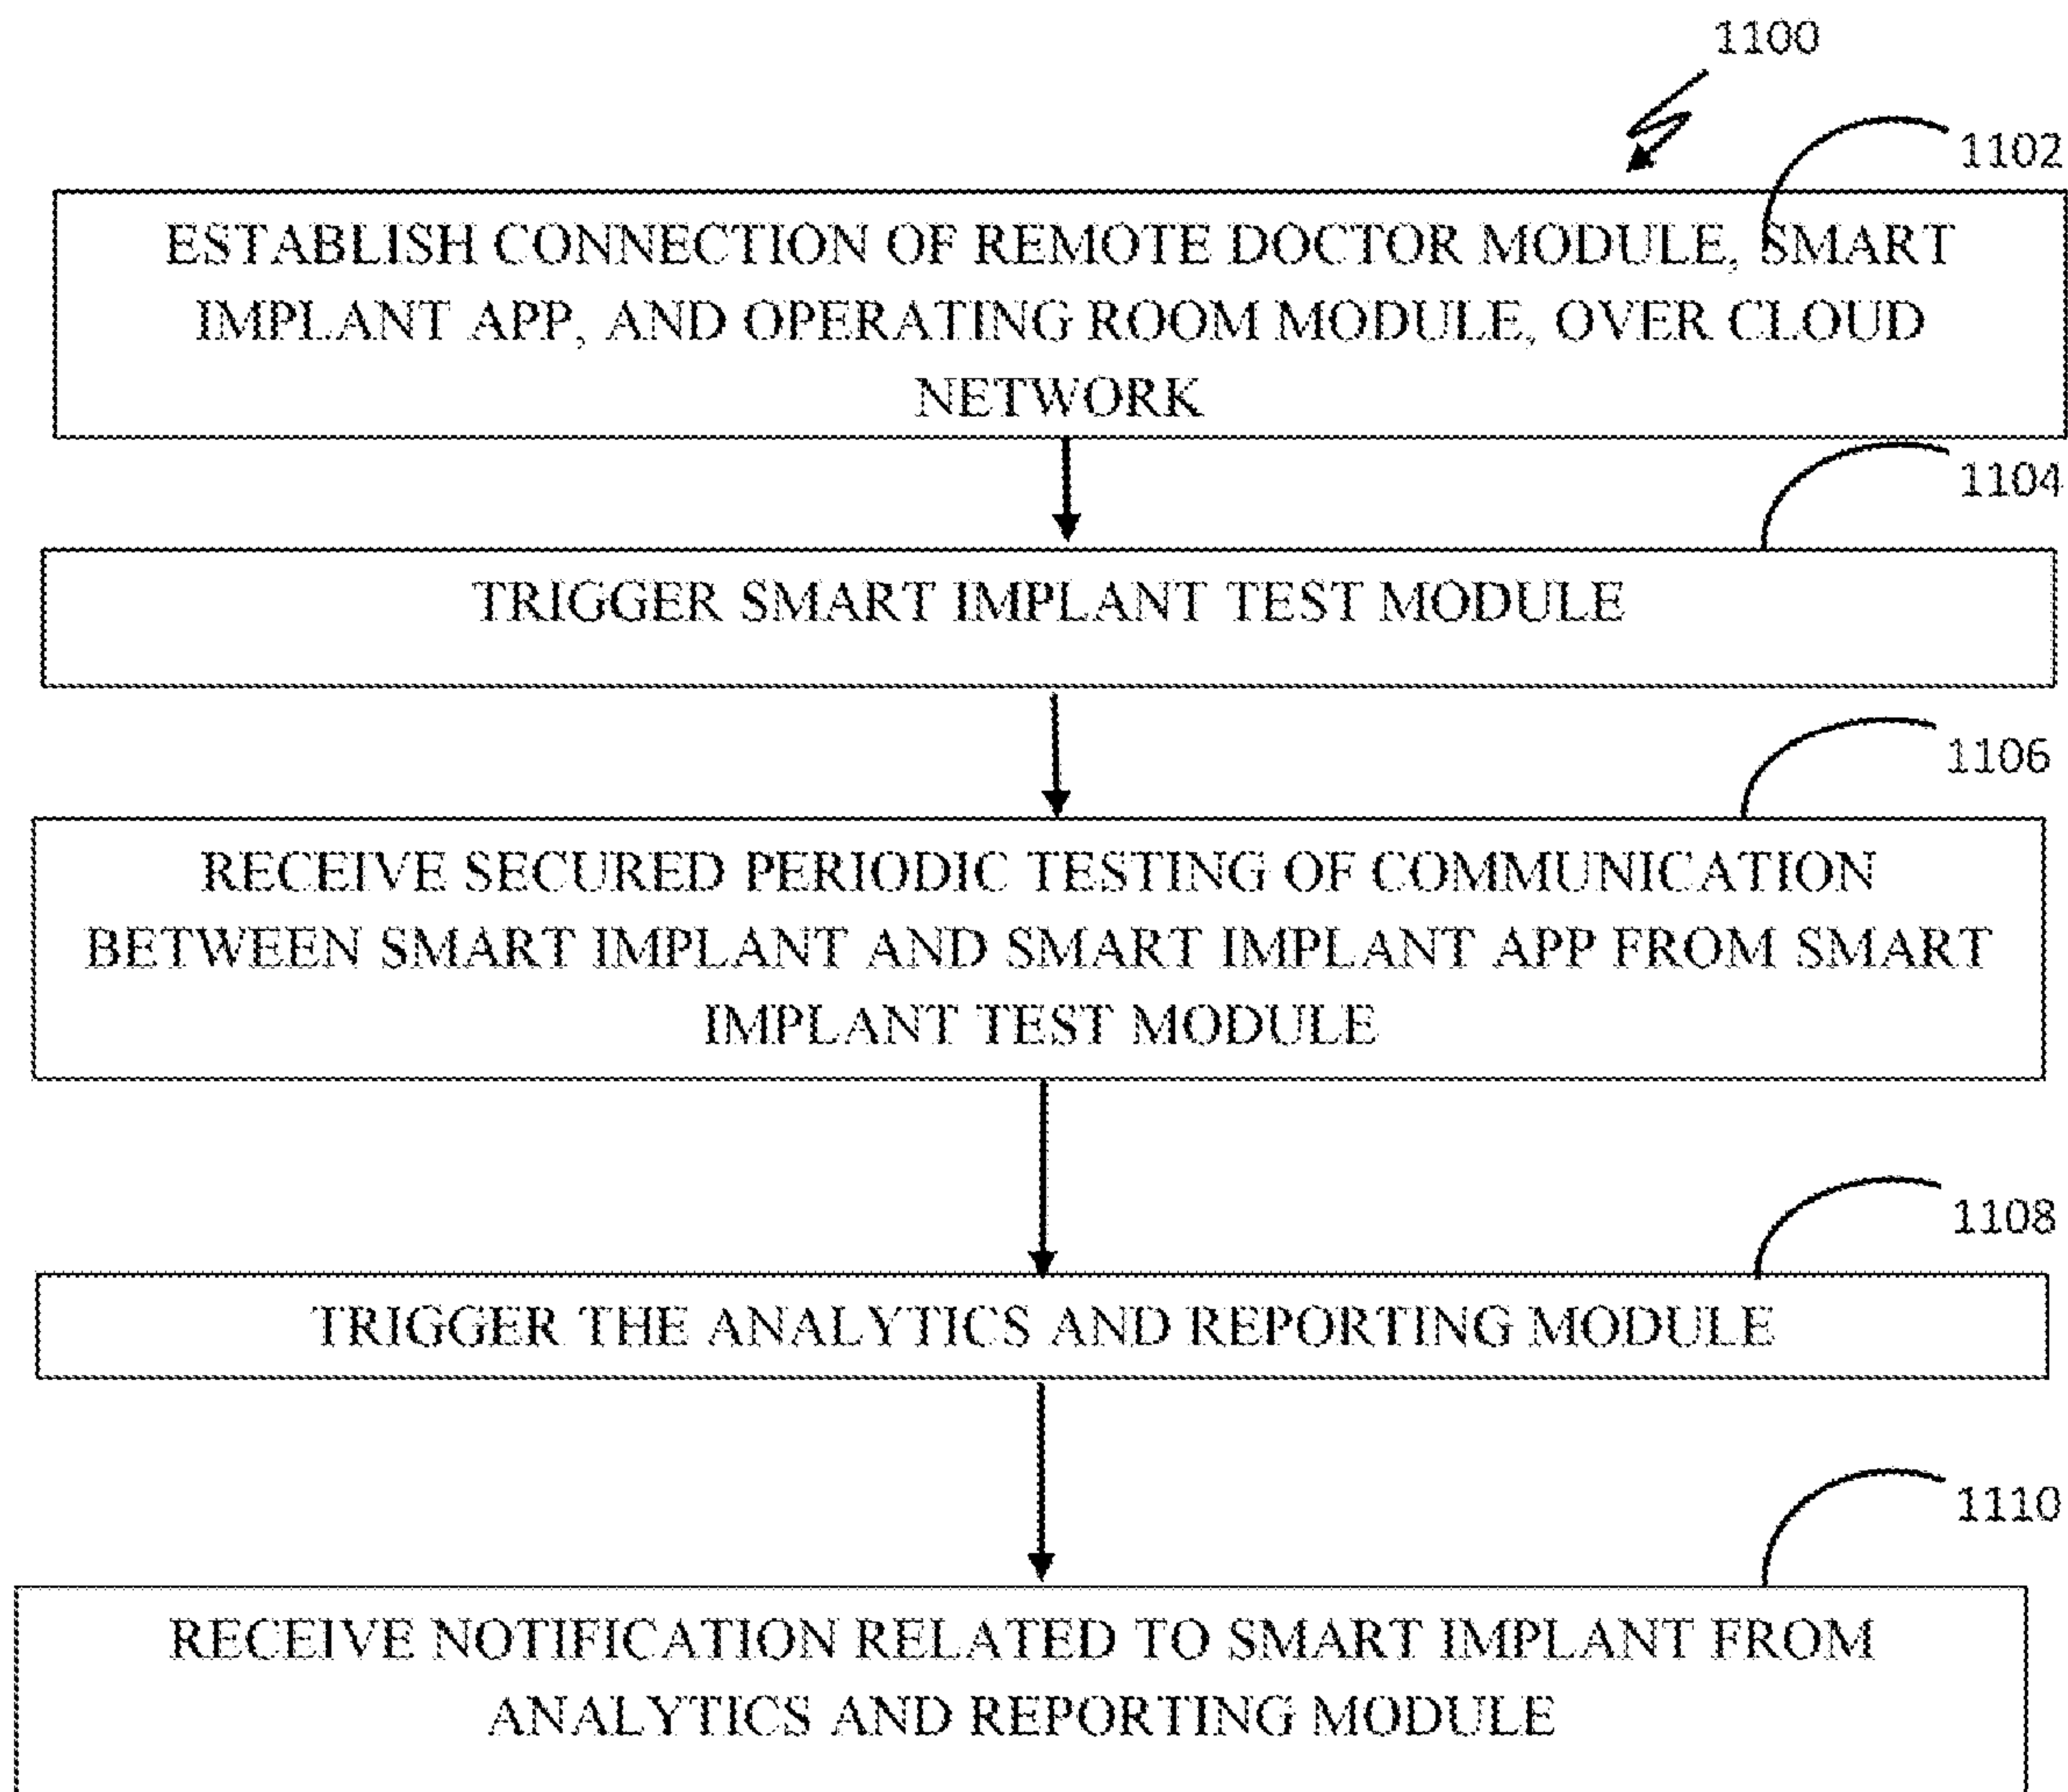 1100
1102
ESTABLISH CONNECTION OF REMOTE DOCTOR MODULE, SMART
IMPLANT APP, AND OPERATING ROOM MODULE, OVER CLOUD
NETWORK
1104
TRIGGER SMART IMPLANT TEST MODULE
1106
RECEIVE SECURED PERIODIC TESTING OF COMMUNICATION
BETWEEN SMART IMPLANT AND SMART IMPLANT APP FROM SMART
IMPLANT TEST MODULE
1108
TRIGGER THE ANALYTICS AND REPORTING MODULE
1110
RECEIVE NOTIFICATION RELATED TO SMART IMPLANT FROM
ANALYTICS AND REPORTING MODULE